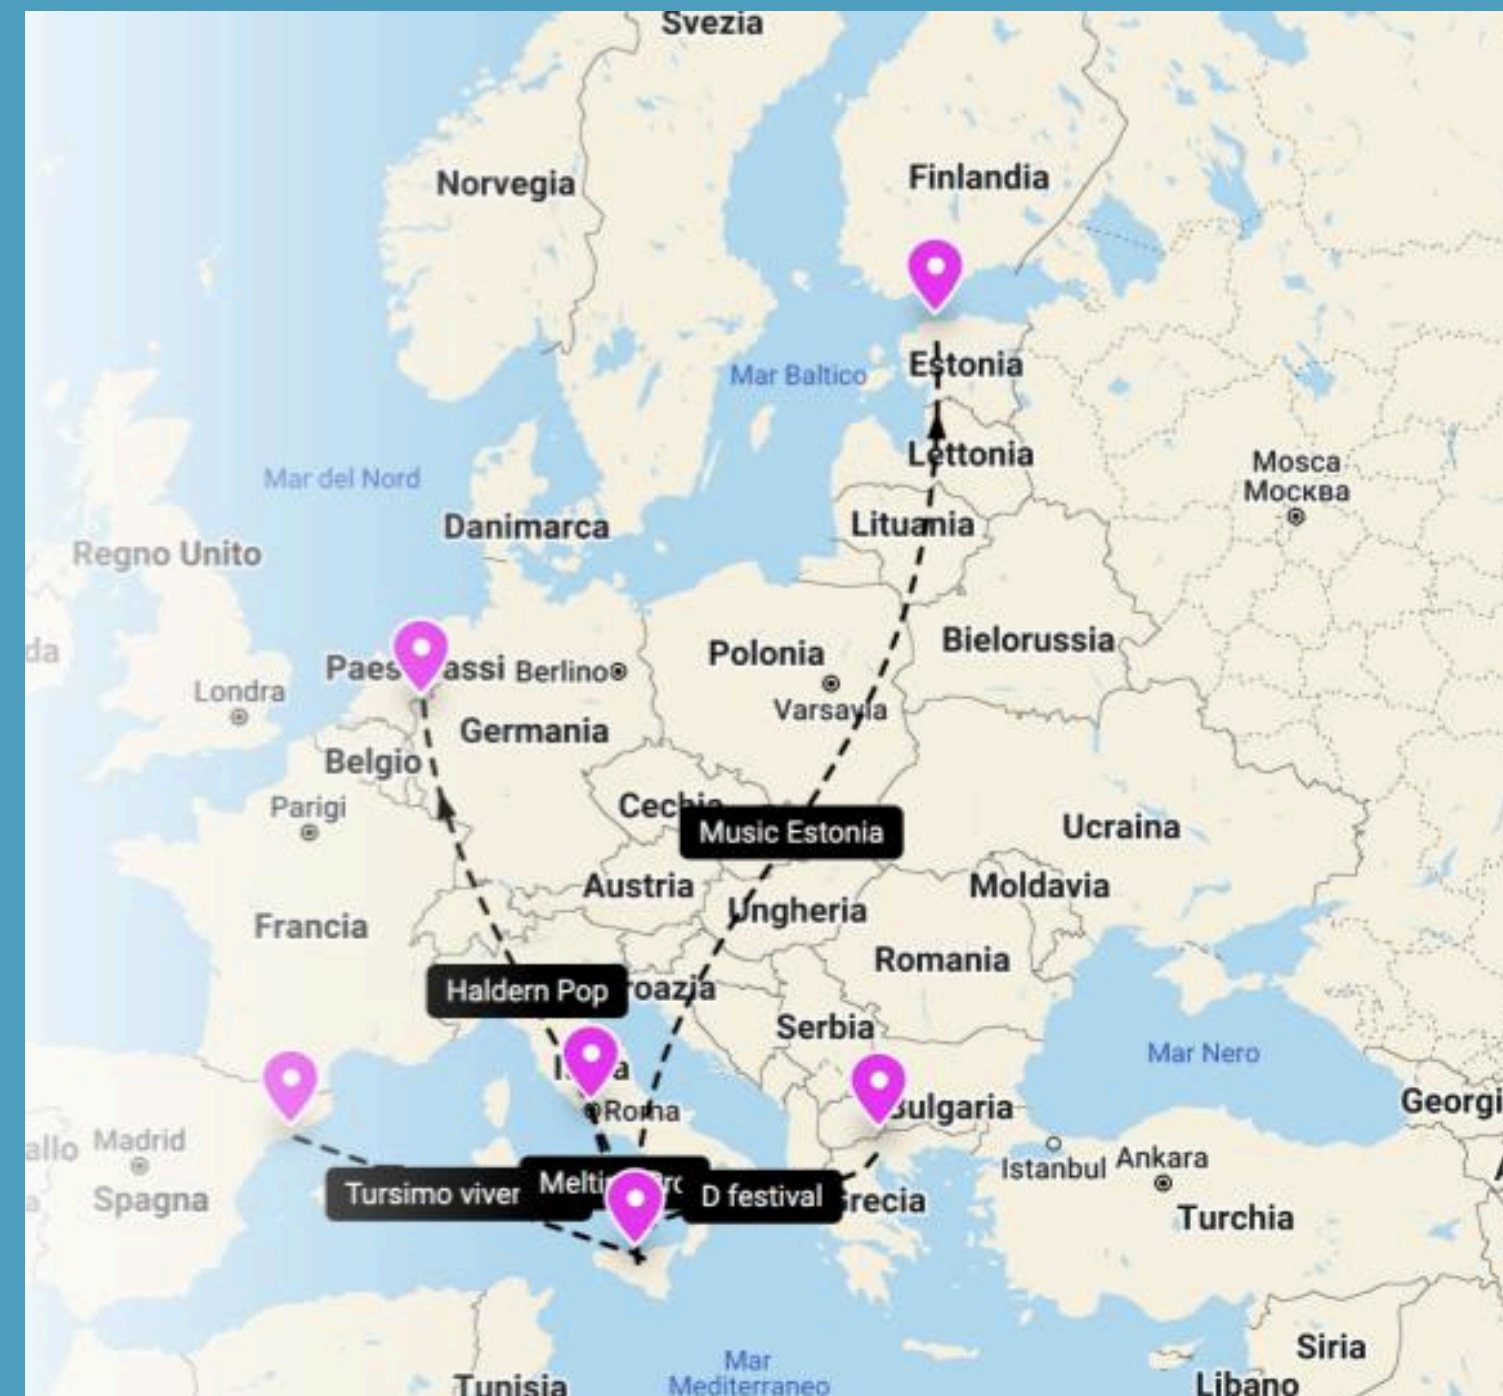 Svezia
Norvegia
Finlandia
Estonia
Mar Baltico
Lettonia
Mosca
Москва
Mar del Nord
Danimarca
Lituania
Regno Unito
Bielorussia
Polonia
Berlino
Londra
Varsavia
Germania
Belgio
Parigi
Music Estonia
Ucraina
Austria
Moldavia
Ungheria
Francia
Romania
Haldern Pop
Serbia
Mar Nero
Roma
Madrid
Istanbul
Ankara
Tursimo
D festival
Spagna
Turchia
Siria
Mar
Mediterraneo
Tunisia
Libano